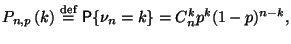 $P_{n,p}(k) \stackrel{\text{def}}{=} \mathsf{P}\{\nu_n = k\} = C_n^k p^k (1-p)^{n-k},$